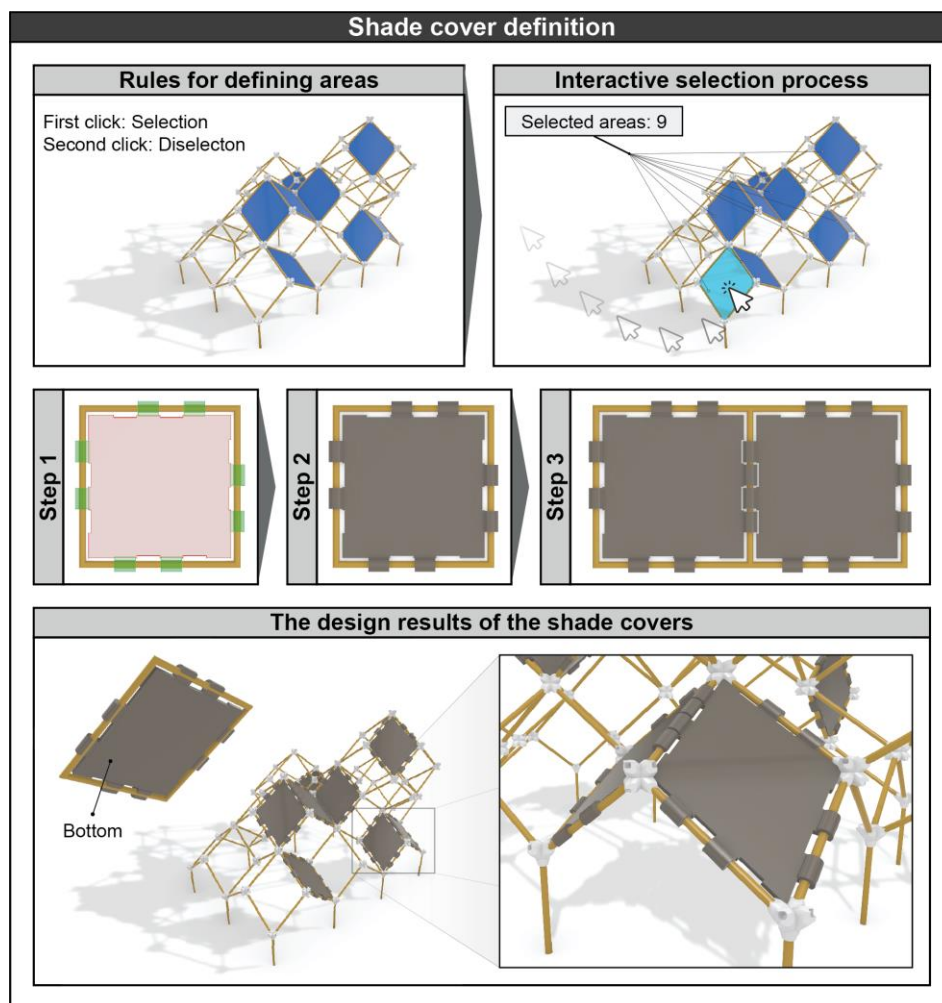 Shade cover definition
Rules for defining areas
Interactive selection process
First click: Selection
Second click: Diselecton
Selected areas: 9
Step 1
Step 2
Step 3
The design results of the shade covers
Bottom